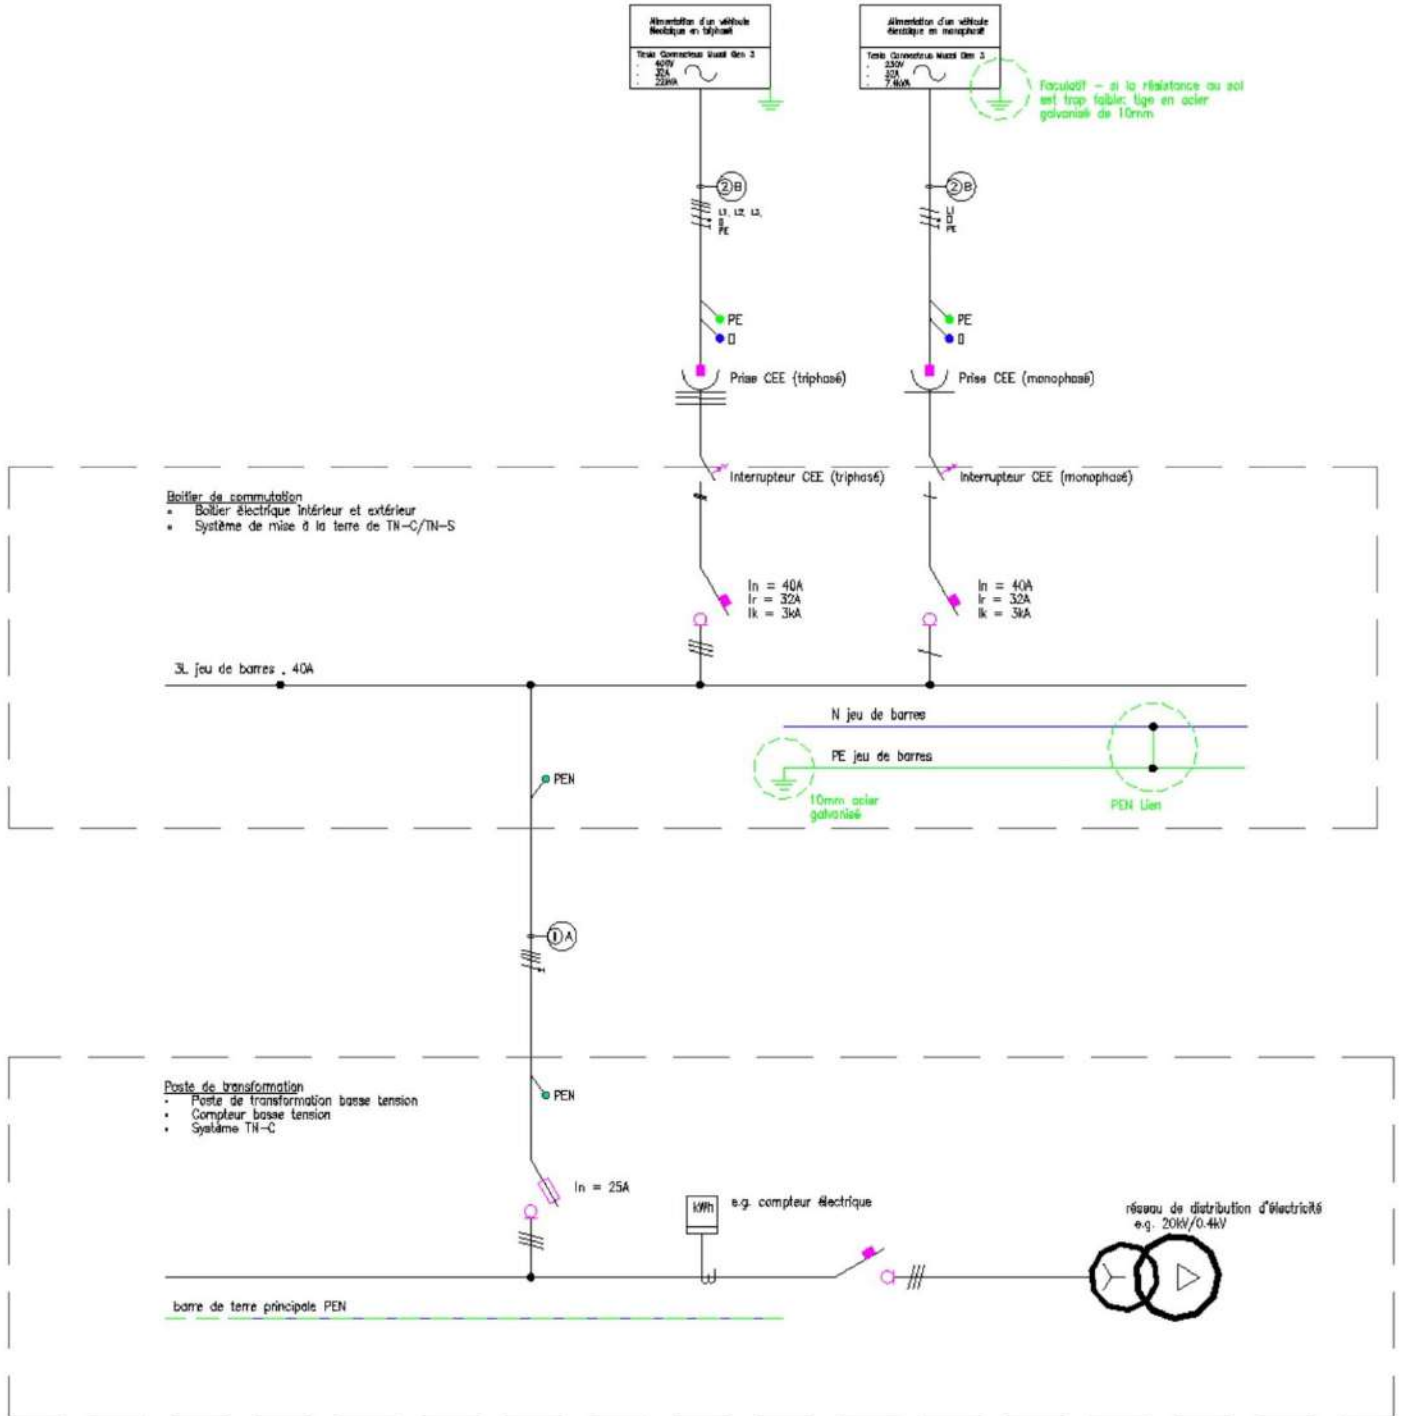 Alimentation d'un véhicule
électrique en triphasé
Tesla Connecteur Mural Gen 3
. 400V
. 32A
. 22kVA
Alimentation d'un véhicule
électrique en monophasé
Tesla Connecteur Mural Gen 3
. 230V
. 32A
. 7.4kVA
Faculatif - si la résistance au sol
est trop faible: tige en acier
galvanisé de 10mm
2 B
L1, L2, L3,
PE
2 B
PE
PE
PE
Prise CEE (triphasé)
Prise CEE (monophasé)
Interrupteur CEE (triphasé)
Interrupteur CEE (monophasé)
Boitier de commutation
• Boitier électrique intérieur et extérieur
• Système de mise à la terre de TN-C/TN-S
In = 40A
Ir = 32A
Ik = 3kA
In = 40A
Ir = 32A
Ik = 3kA
3L jeu de barres . 40A
N jeu de barres
PE jeu de barres
10mm acier
galvanisé
PEN Lien
PEN
1 A
Poste de transformation
• Poste de transformation basse tension
• Compteur basse tension
• Système TN-C
PEN
In = 25A
kWh
e.g. compteur électrique
réseau de distribution d'électricité
e.g. 20kV/0.4kV
barre de terre principale PEN